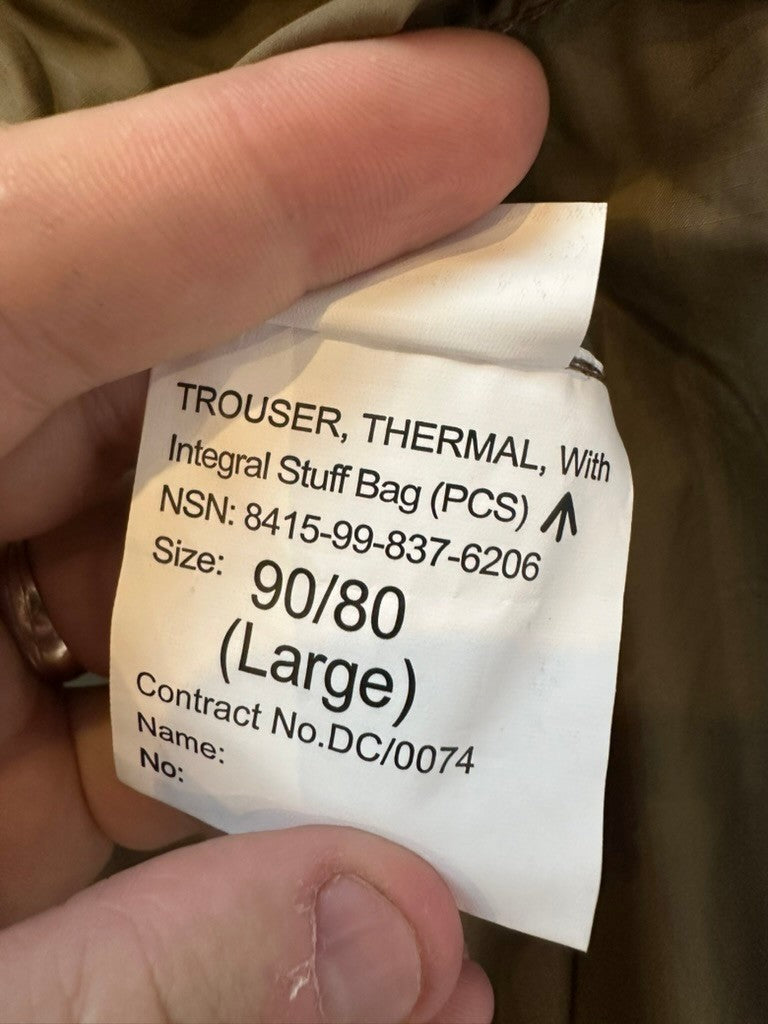 TROUSER, THERMAL, With
Integral Stuff Bag (PCS)
NSN: 8415-99-837-6206
Size: 90/80
(Large)
Contract No.DC/0074
Name:
No: